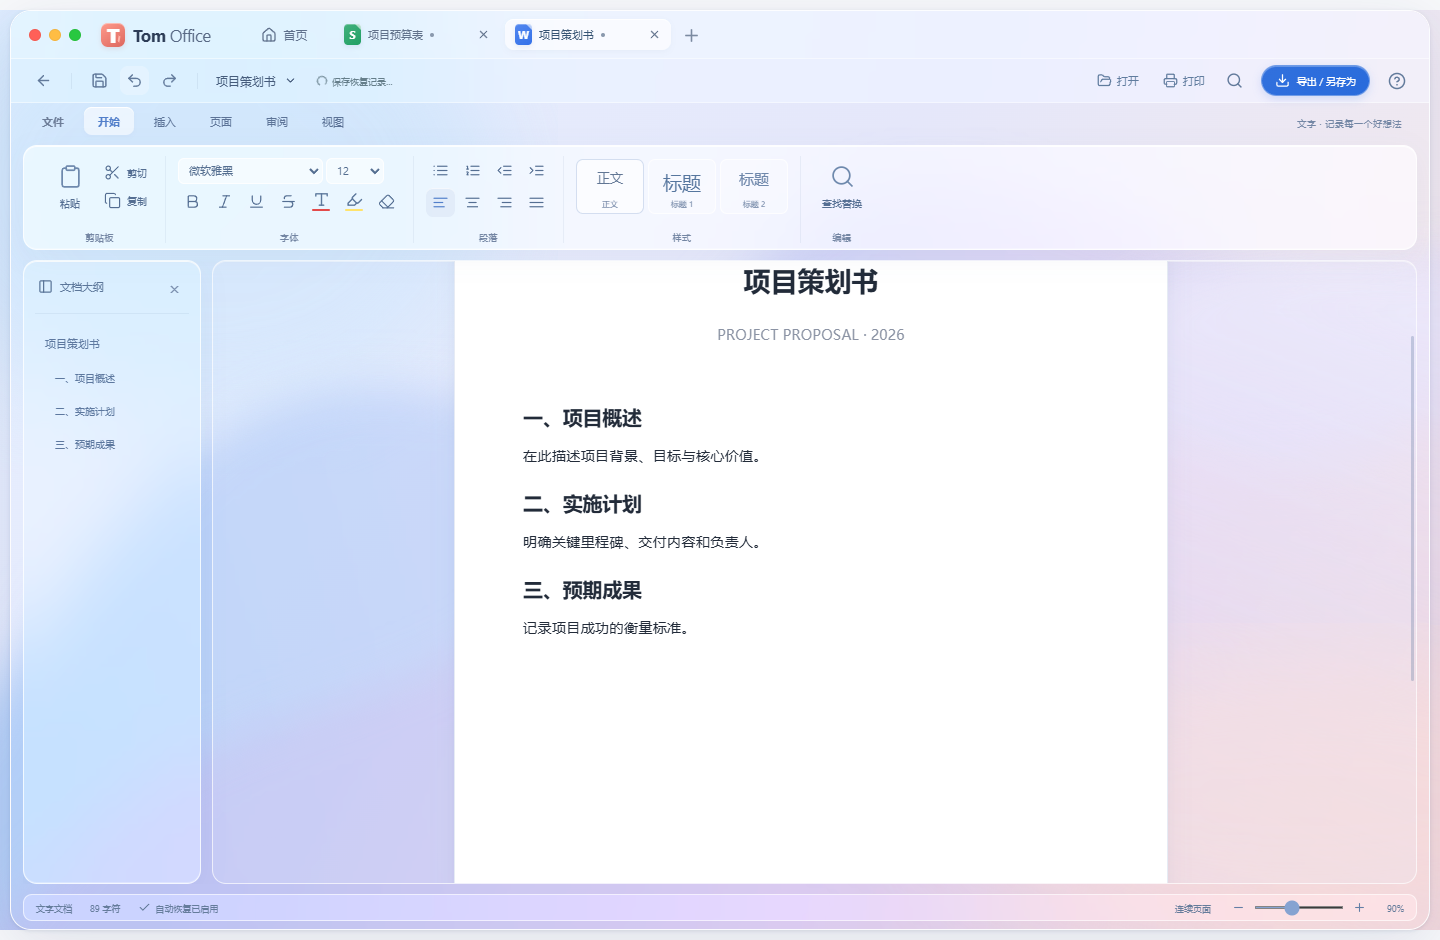 Tom Office
首页
项目预算表
项目策划书
项目策划书
保存恢复记录...
打开
打印
导出 / 另存为
文件
开始
插入
页面
审阅
视图
文字 · 记录每一个好想法
粘贴
剪切
复制
剪贴板
微软雅黑
12
B I U S T
字体
段落
正文
正文
标题
标题 1
标题
标题 2
样式
查找替换
编辑
文档大纲
项目策划书
一、项目概述
二、实施计划
三、预期成果
项目策划书
PROJECT PROPOSAL · 2026
一、项目概述
在此描述项目背景、目标与核心价值。
二、实施计划
明确关键里程碑、交付内容和负责人。
三、预期成果
记录项目成功的衡量标准。
文字文档
89 字符
自动恢复已启用
连续页面
90%